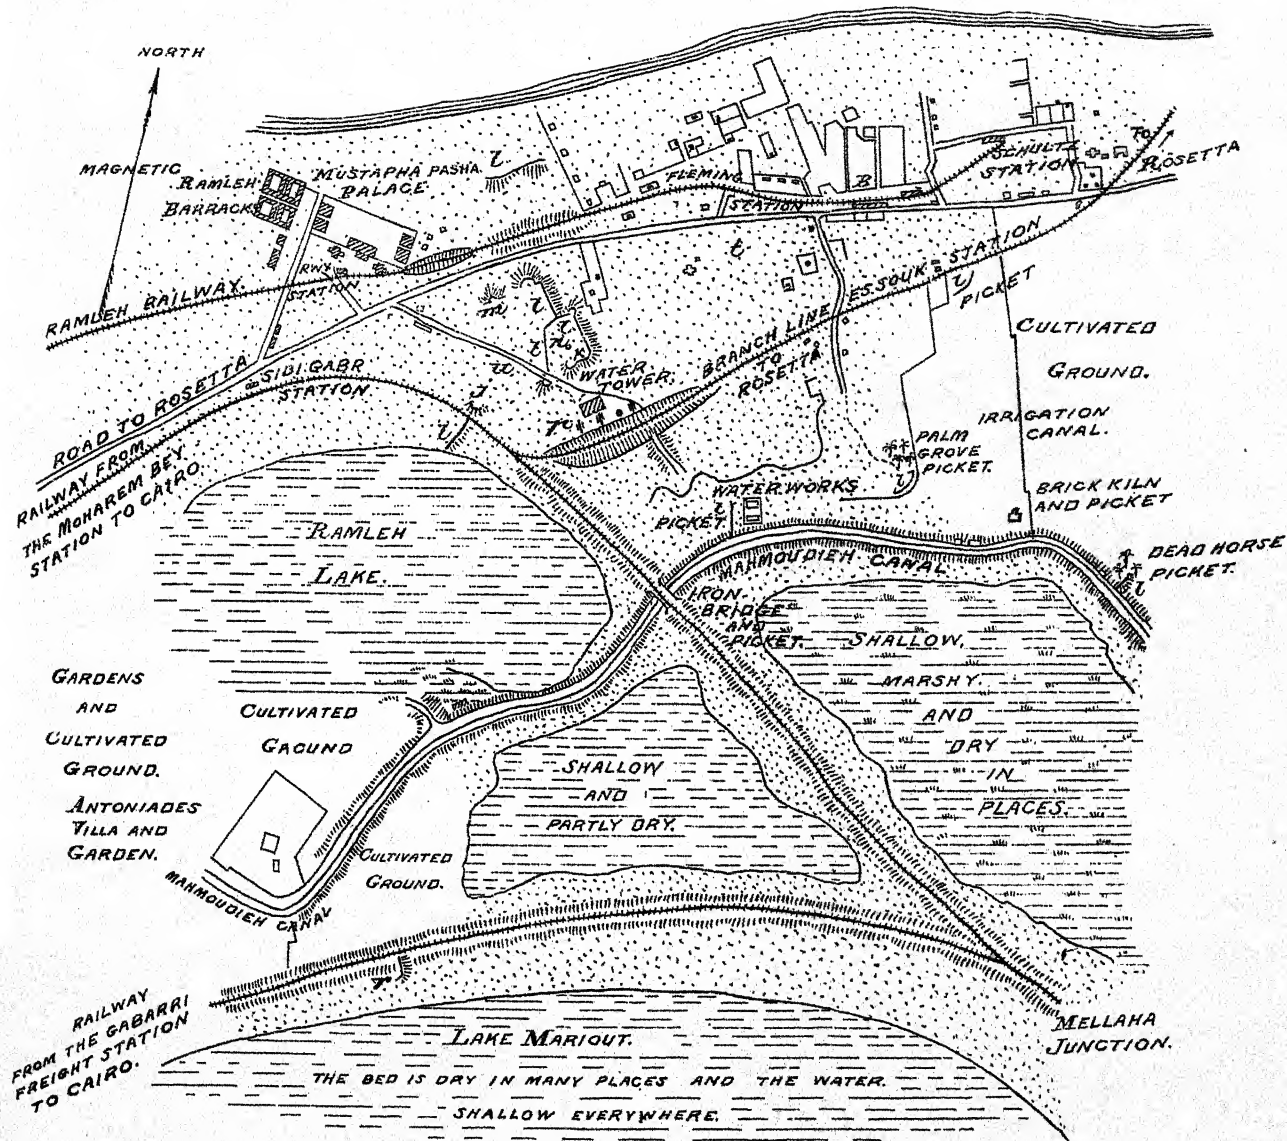 NORTH
MAGNETIC
RAMLEH
BARRACKS
MUSTAPHA PASHA
PALACE.
t
FLEMING
STATION
B
SCHULTZ
STATION
TO
ROSETTA
RAMLEH RAILWAY.
RWY
STATION
t
ES.SOUK STATION
t
PICKET
BRANCH LINE
TO
ROSETTA
m
t
t
t
K
u
WATER
TOWER.
CULTIVATED
GROUND.
ROAD TO ROSETTA
SIDI GABR
STATION
RAILWAY FROM
THE MOHAREM BEY
STATION TO CAIRO.
t
IRRIGATION
CANAL.
PALM
GROVE
PICKET.
t
WATER WORKS
t
PICKET
BRICK KILN
AND PICKET
RAMLEH
LAKE.
MAHMOUDIEH CANAL
DEAD HORSE
PICKET.
t
IRON
BRIDGE
AND
PICKET.
SHALLOW,
MARSHY
AND
DRY
IN
PLACES.
GARDENS
AND
CULTIVATED
GROUND.
CULTIVATED
GAOUND
ANTONIADES
VILLA AND
GARDEN.
SHALLOW
AND
PARTLY DRY.
CULTIVATED
GROUND.
MAHMOUDIEH CANAL
r
RAILWAY
FROM THE GABARRI
FREIGHT STATION
TO CAIRO.
MELLAHA
JUNCTION.
LAKE MARIOUT.
THE BED IS DRY IN MANY PLACES AND THE WATER.
SHALLOW EVERYWHERE.